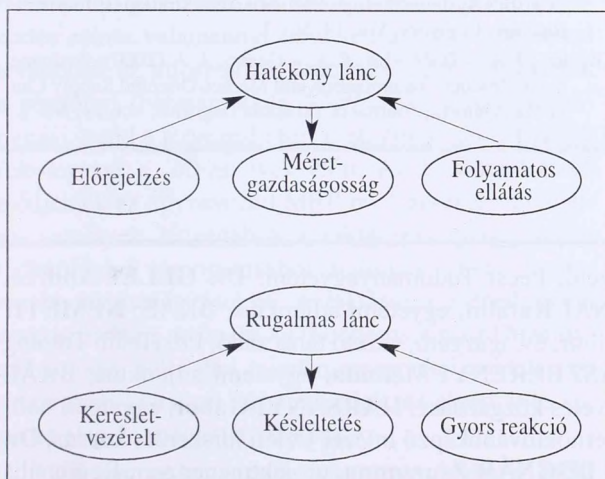 Hatékony lánc
Előrejelzés
Méret-
gazdaságosság
Folyamatos
ellátás
Rugalmas lánc
Kereslet-
vezérelt
Késleltetés
Gyors reakció